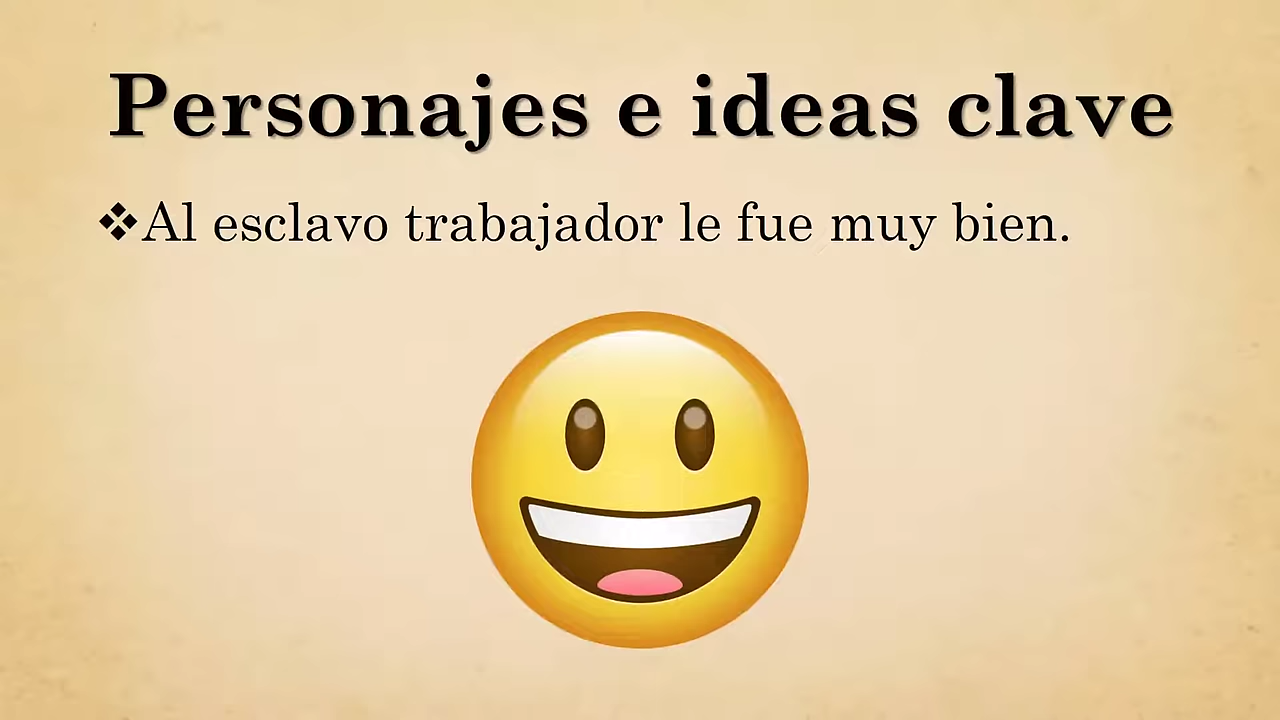 Personajes e ideas clave
❖Al esclavo trabajador le fue muy bien.